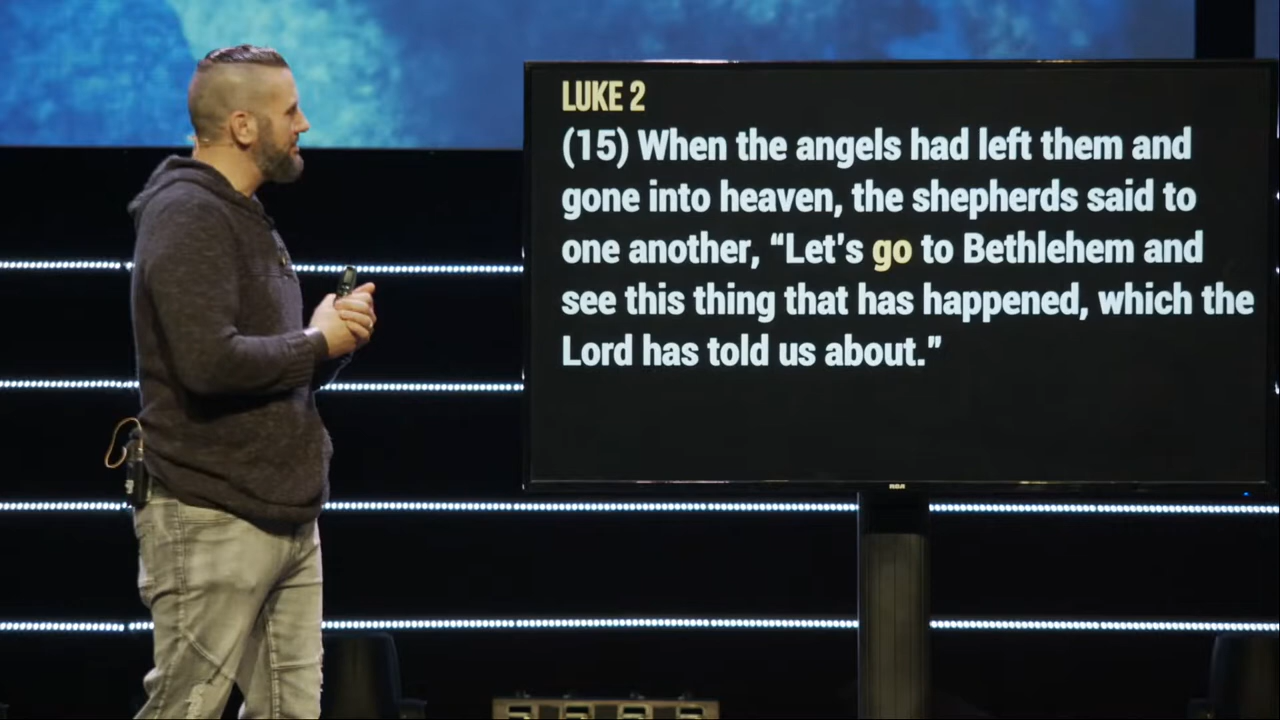 LUKE 2
(15) When the angels had left them and
gone into heaven, the shepherds said to
one another, “Let’s go to Bethlehem and
see this thing that has happened, which the
Lord has told us about.”
RCA